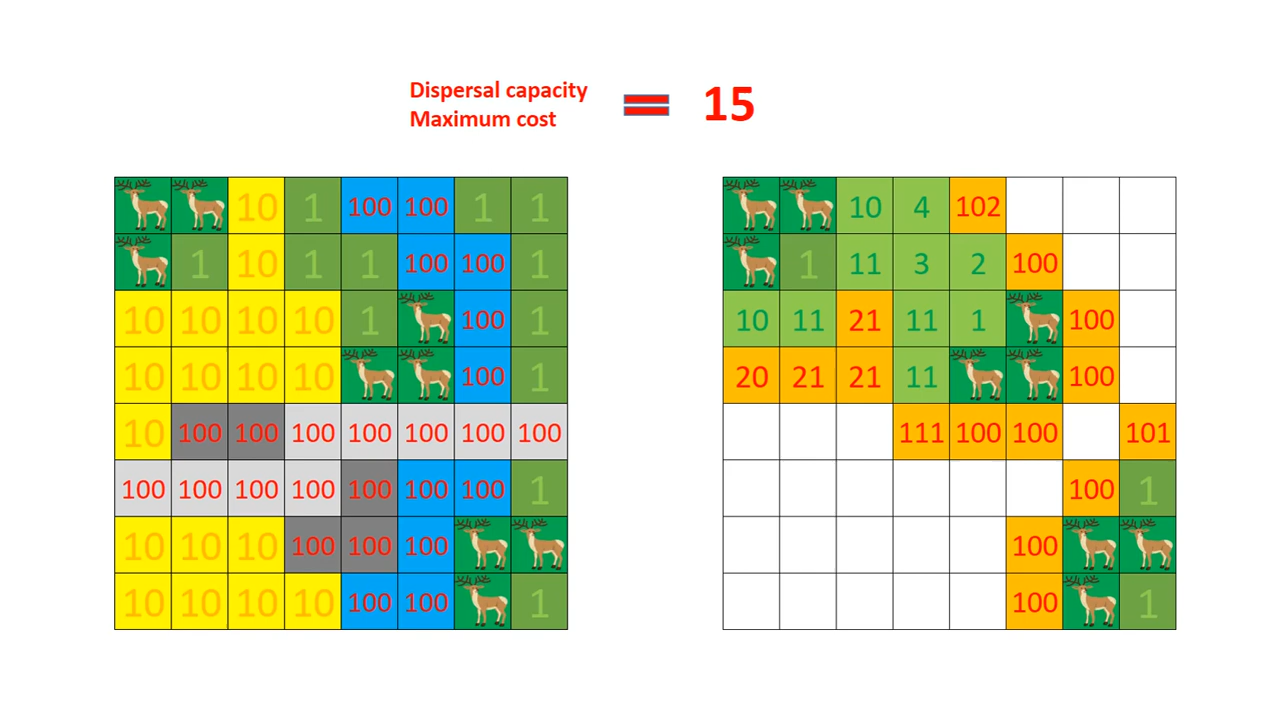 Dispersal capacity
Maximum cost
= 15
10 1 100 100 1 1
1 10 1 1 100 100 1
10 10 10 10 1 100 1
10 10 10 10 100 1
10 100 100 100 100 100 100 100
100 100 100 100 100 100 100 1
10 10 10 100 100 100
10 10 10 10 100 100 1
10 4 102
1 11 3 2 100
10 11 21 11 1 100
20 21 21 11 100
111 100 100 101
100 1
100
100 1